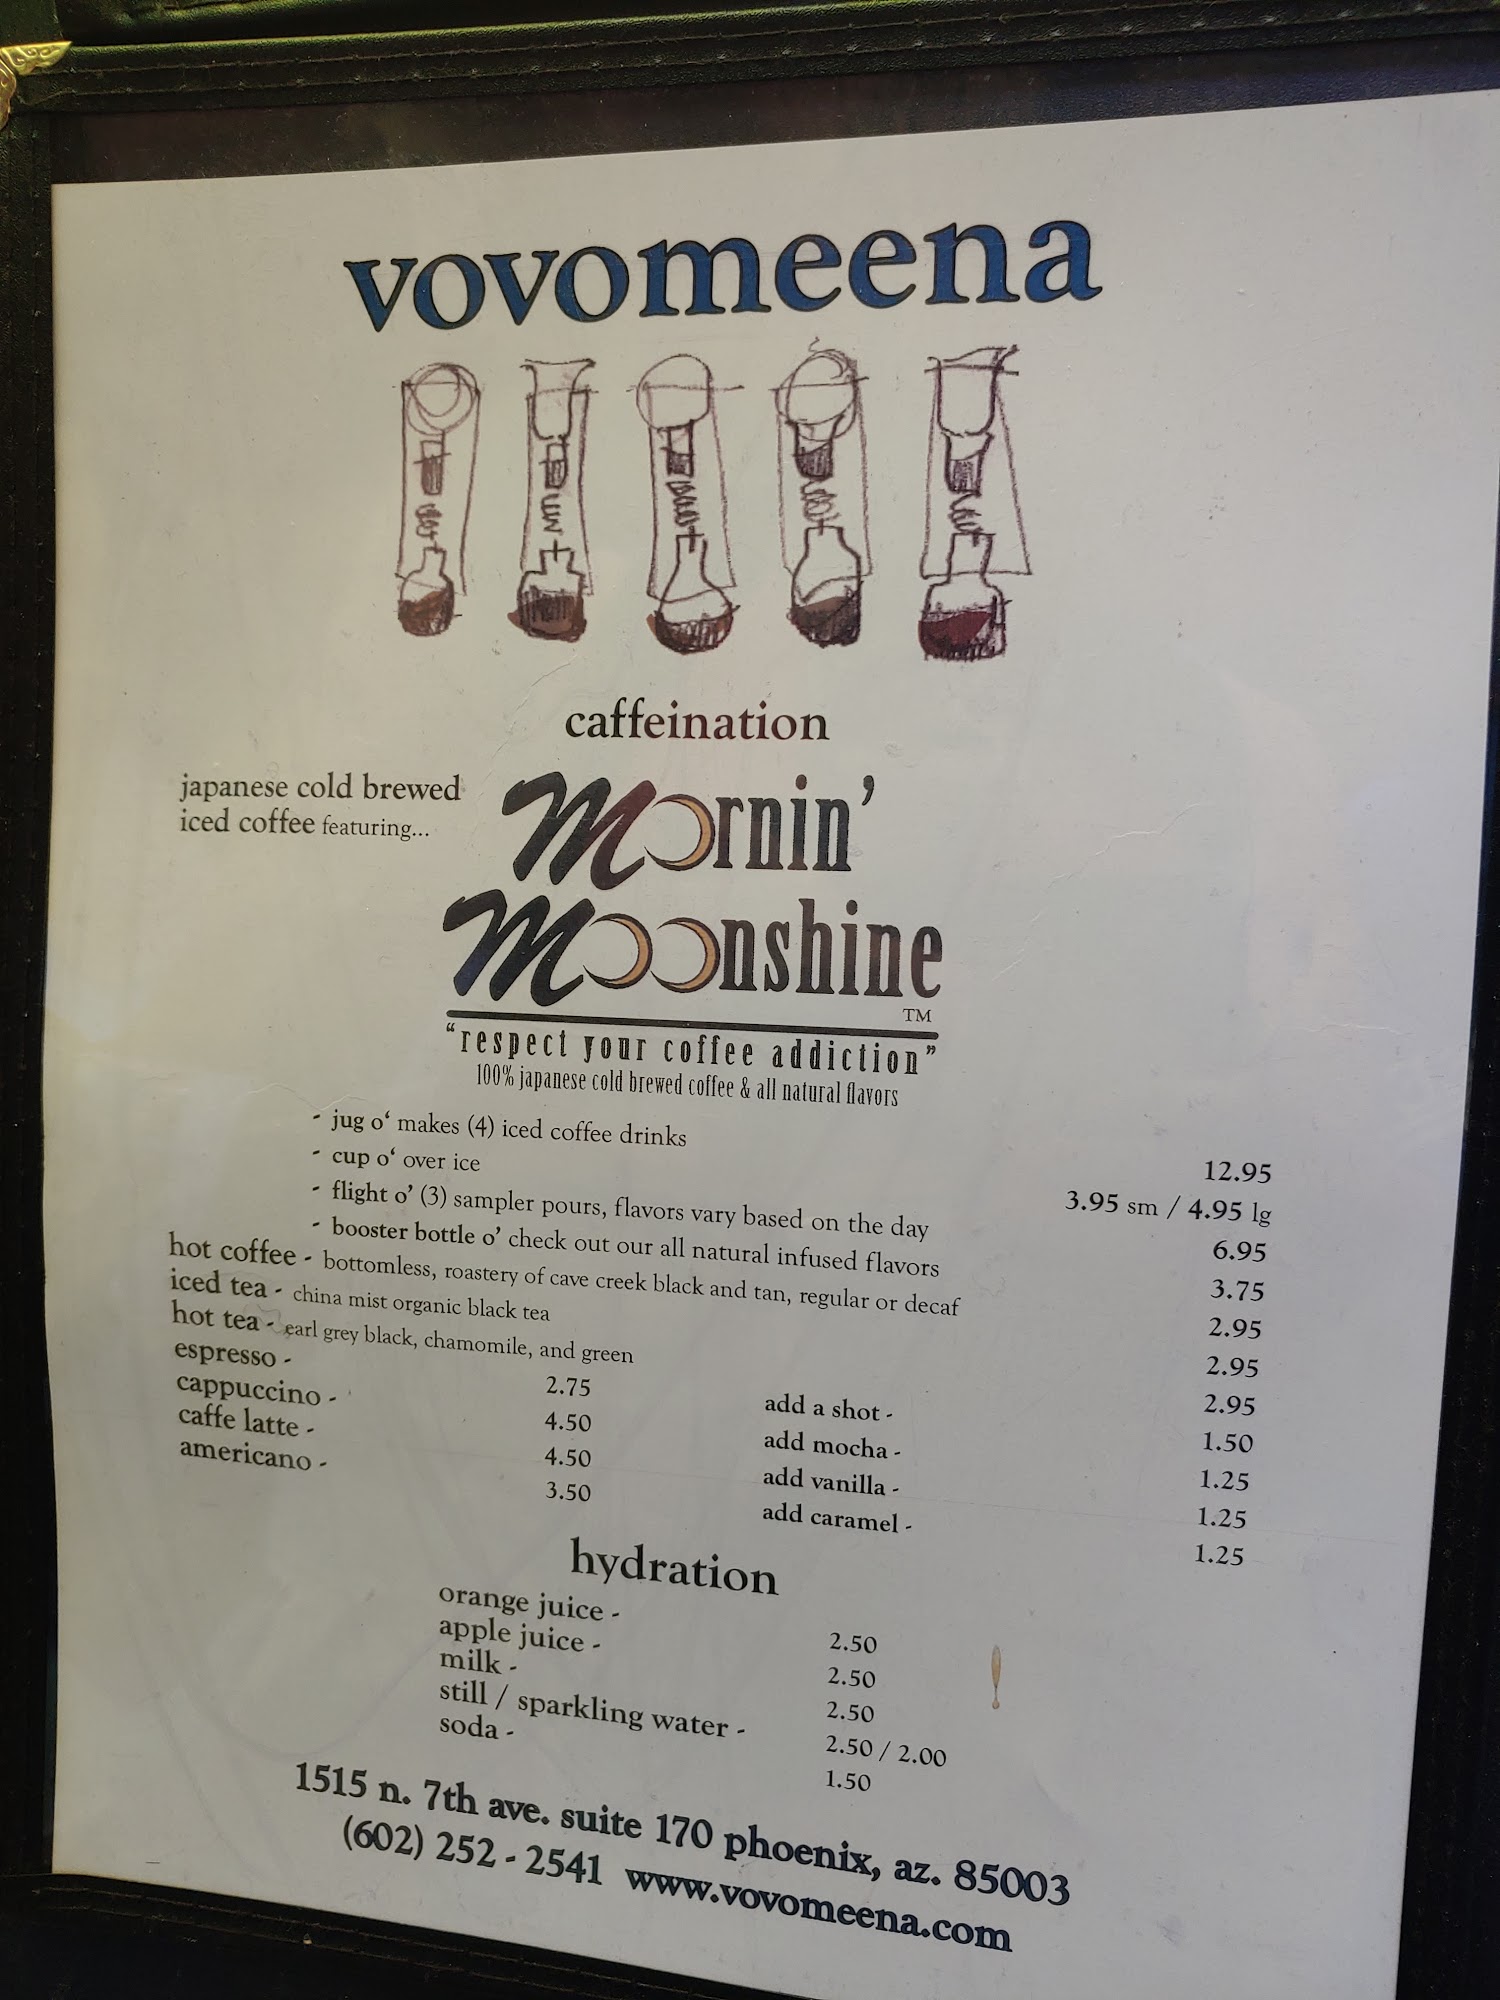 vovomeena
caffeination
japanese cold brewed
iced coffee featuring...
Mornin'
Moonshine
TM
"respect your coffee addiction"
100% japanese cold brewed coffee & all natural flavors
- jug o‘ makes (4) iced coffee drinks 12.95
- cup o‘ over ice 3.95 sm / 4.95 lg
- flight o’ (3) sampler pours, flavors vary based on the day 6.95
- booster bottle o’ check out our all natural infused flavors 3.75
hot coffee - bottomless, roastery of cave creek black and tan, regular or decaf 2.95
iced tea - china mist organic black tea 2.95
hot tea - earl grey black, chamomile, and green 2.95
espresso - 2.75 add a shot - 1.50
cappuccino - 4.50 add mocha - 1.25
caffe latte - 4.50 add vanilla - 1.25
americano - 3.50 add caramel - 1.25
hydration
orange juice - 2.50
apple juice - 2.50
milk - 2.50
still / sparkling water - 2.50 / 2.00
soda - 1.50
1515 n. 7th ave. suite 170 phoenix, az. 85003
(602) 252 - 2541 www.vovomeena.com